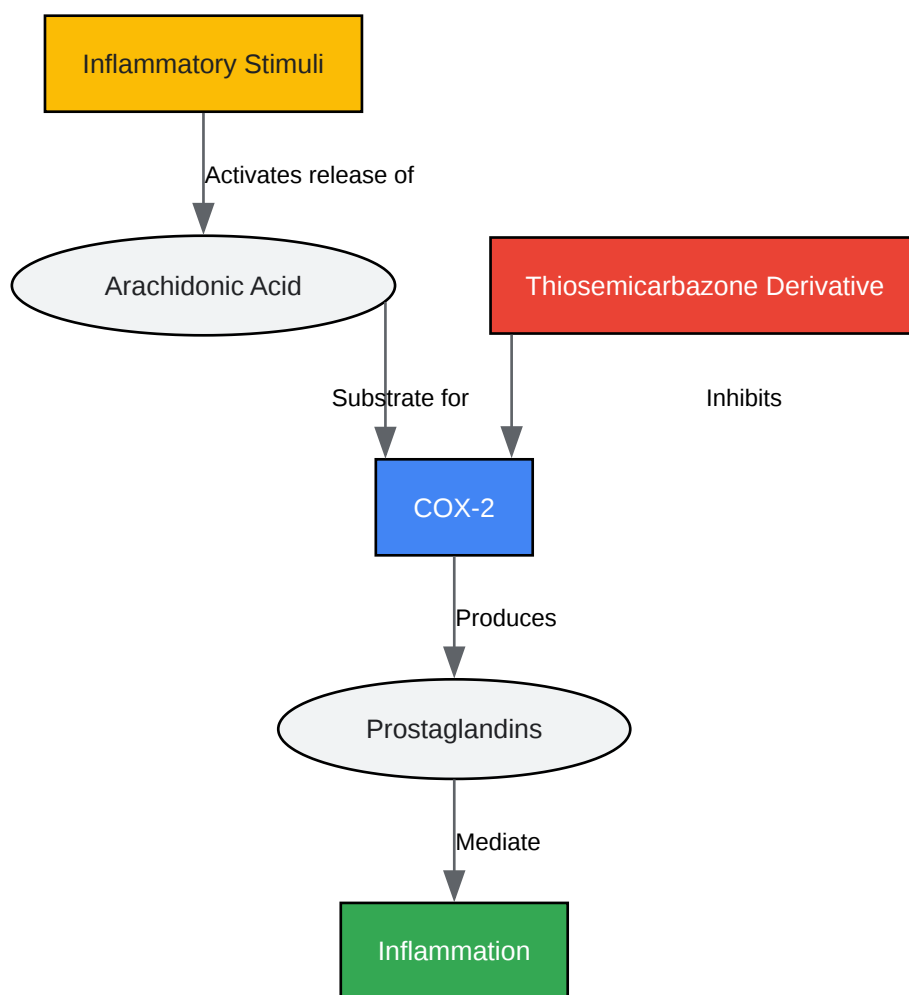 Inflammatory Stimuli
Activates release of
Arachidonic Acid
Thiosemicarbazone Derivative
Substrate for
Inhibits
COX-2
Produces
Prostaglandins
Mediate
Inflammation